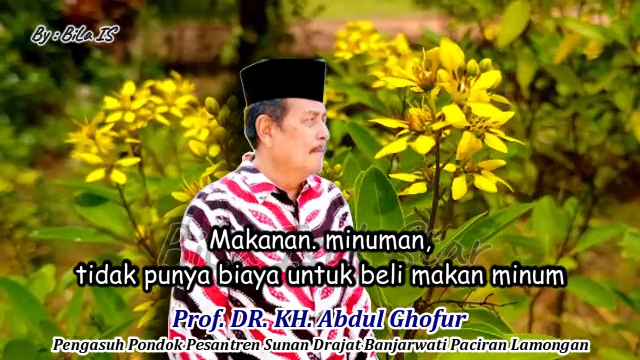 By : BiLa IS
Makanan. minuman,
tidak punya biaya untuk beli makan minum
Prof. DR. KH. Abdul Ghofur
Pengasuh Pondok Pesantren Sunan Drajat Banjarwati Paciran Lamongan